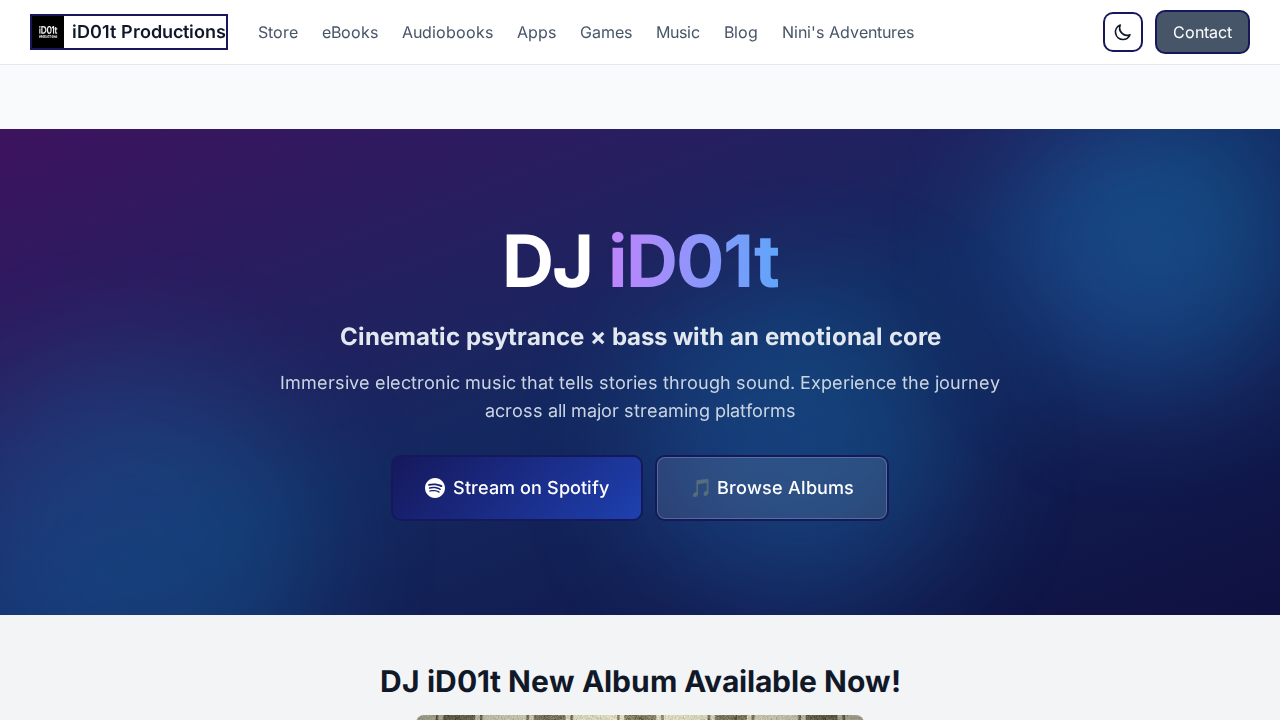 iD01t Productions
Store
eBooks
Audiobooks
Apps
Games
Music
Blog
Nini's Adventures
Contact
DJ iD01t
Cinematic psytrance × bass with an emotional core
Immersive electronic music that tells stories through sound. Experience the journey
across all major streaming platforms
Stream on Spotify
🎵 Browse Albums
DJ iD01t New Album Available Now!